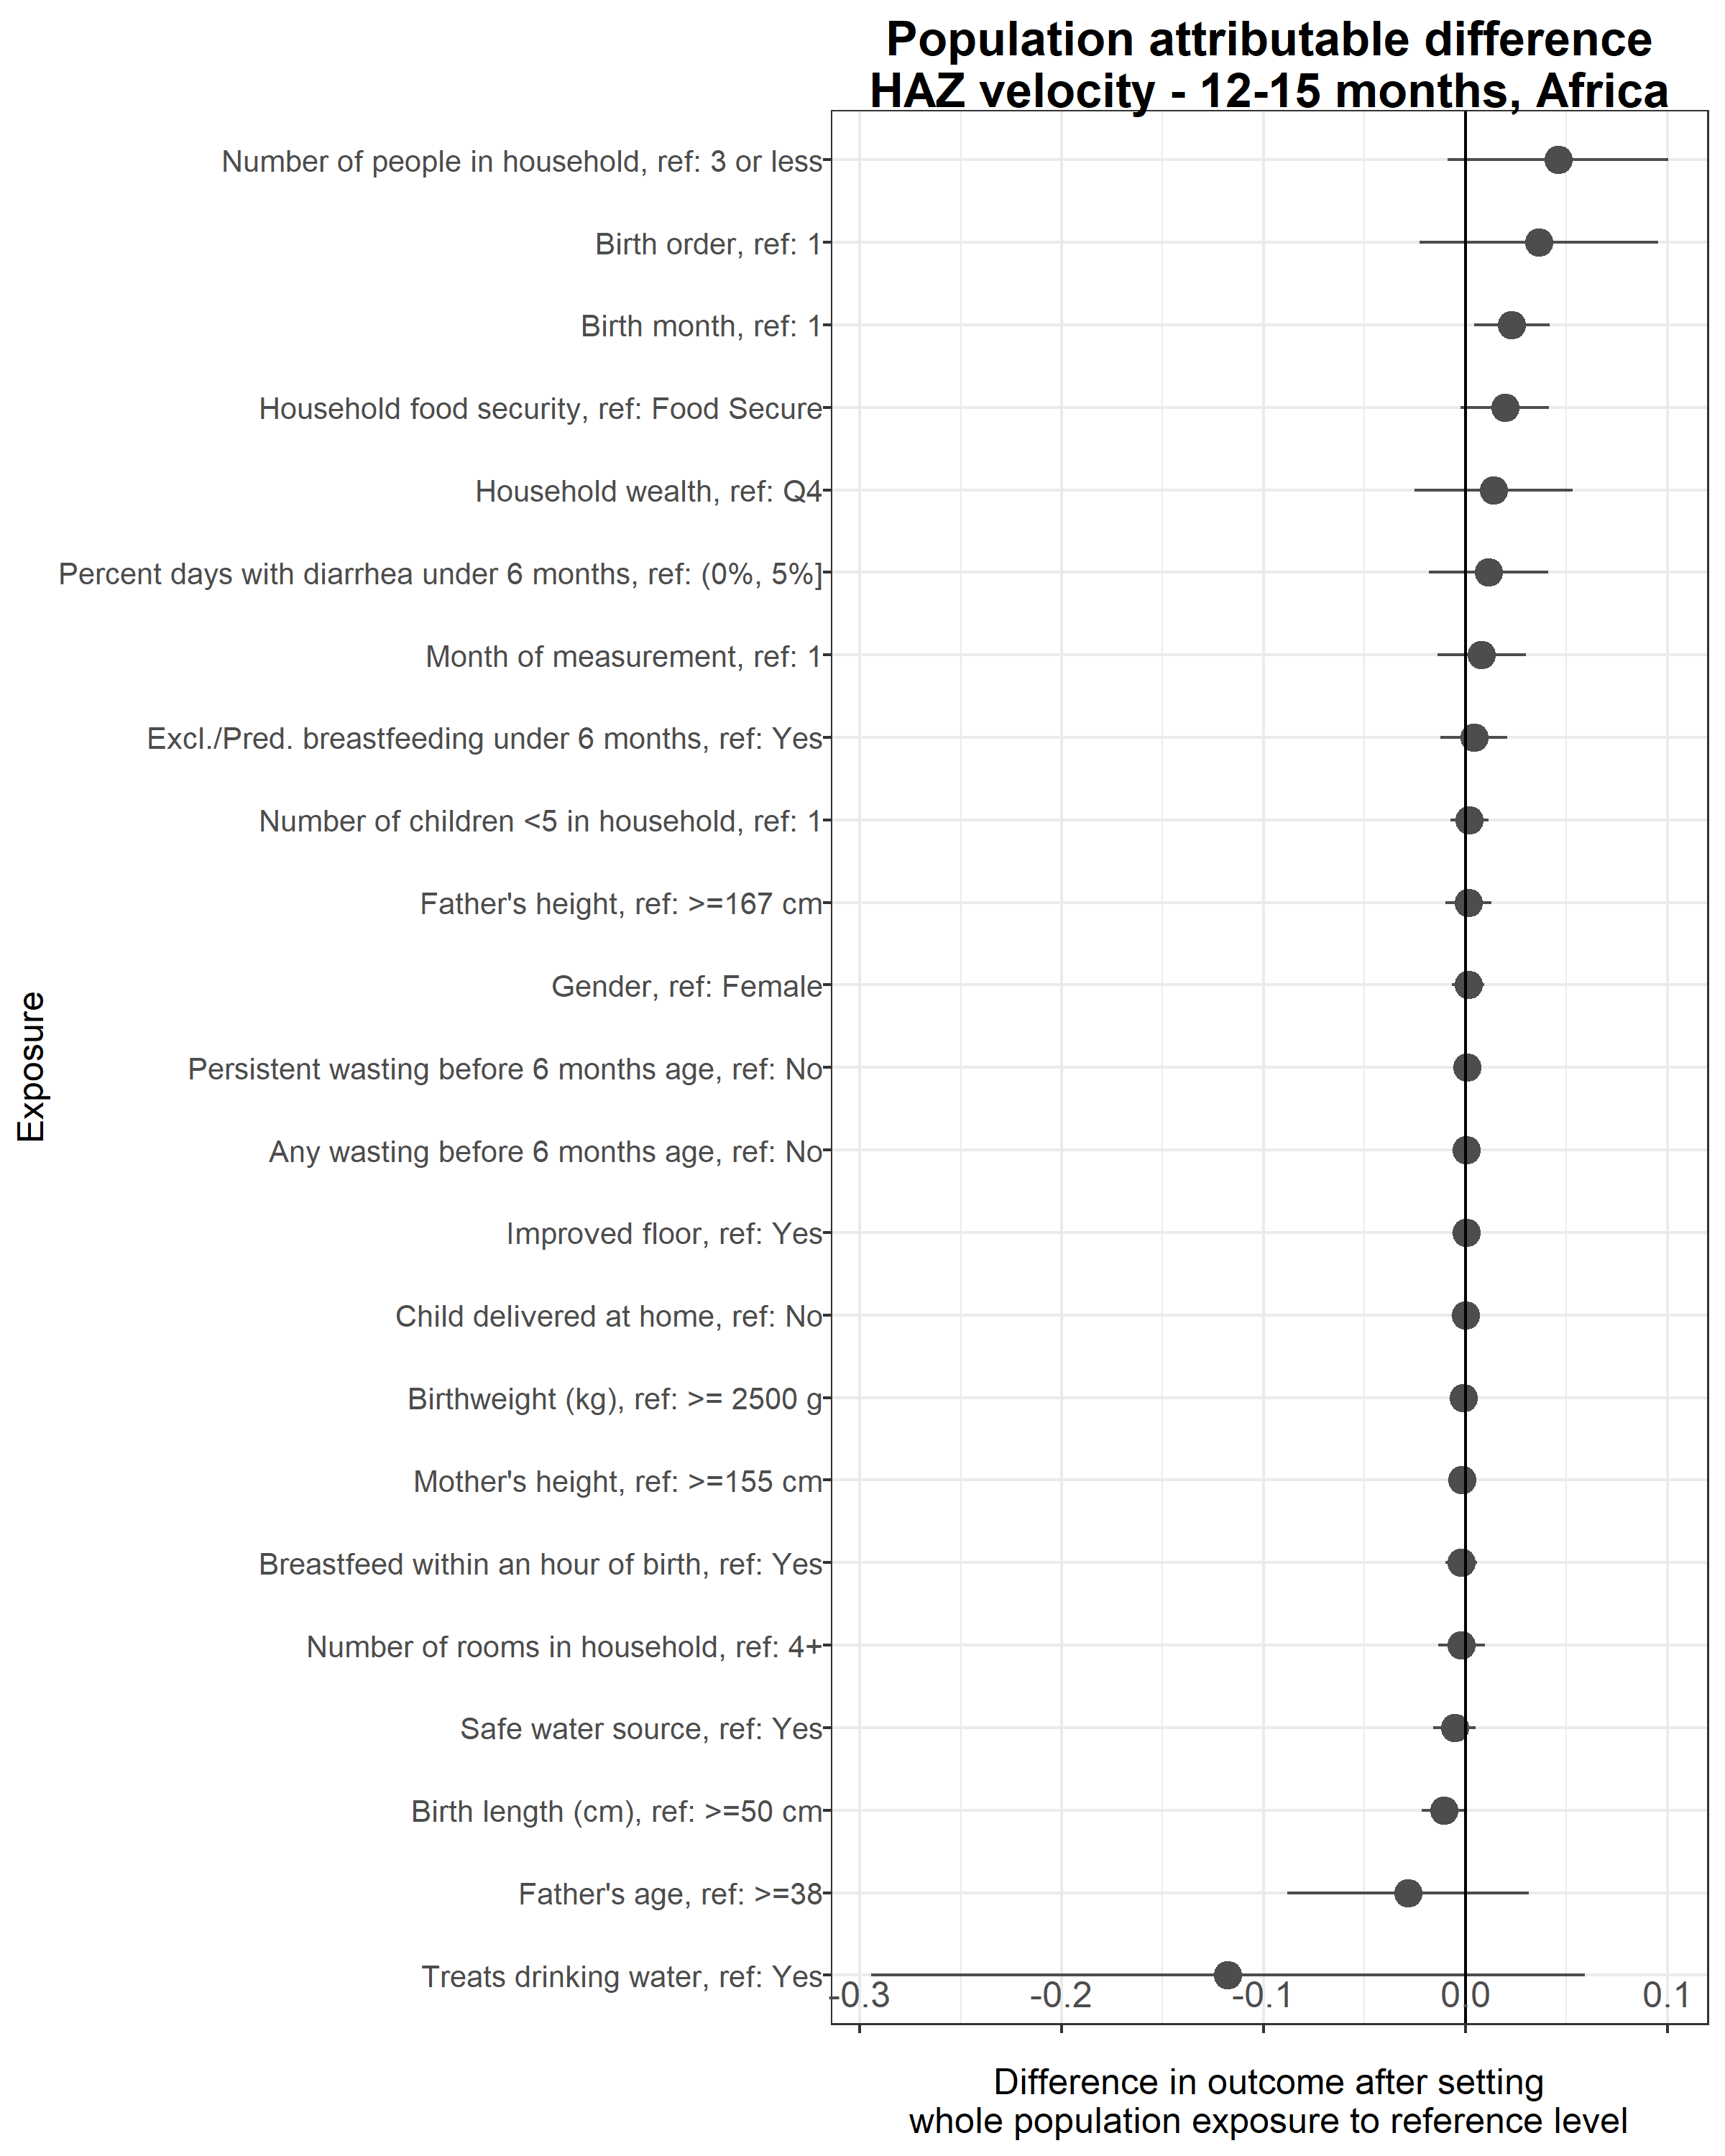 Population attributable difference
HAZ velocity - 12-15 months, Africa
Number of people in household, ref: 3 or less
Birth order, ref: 1
Birth month, ref: 1
Household food security, ref: Food Secure
Household wealth, ref: Q4
Percent days with diarrhea under 6 months, ref: (0%, 5%]
Month of measurement, ref: 1
Excl./Pred. breastfeeding under 6 months, ref: Yes
Number of children <5 in household, ref: 1
Father's height, ref: >=167 cm
Gender, ref: Female
Persistent wasting before 6 months age, ref: No
Any wasting before 6 months age, ref: No
Improved floor, ref: Yes
Child delivered at home, ref: No
Birthweight (kg), ref: >= 2500 g
Mother's height, ref: >=155 cm
Breastfeed within an hour of birth, ref: Yes
Number of rooms in household, ref: 4+
Safe water source, ref: Yes
Birth length (cm), ref: >=50 cm
Father's age, ref: >=38
Treats drinking water, ref: Yes
Exposure
-0.3 -0.2 -0.1 0.0 0.1
Difference in outcome after setting
whole population exposure to reference level